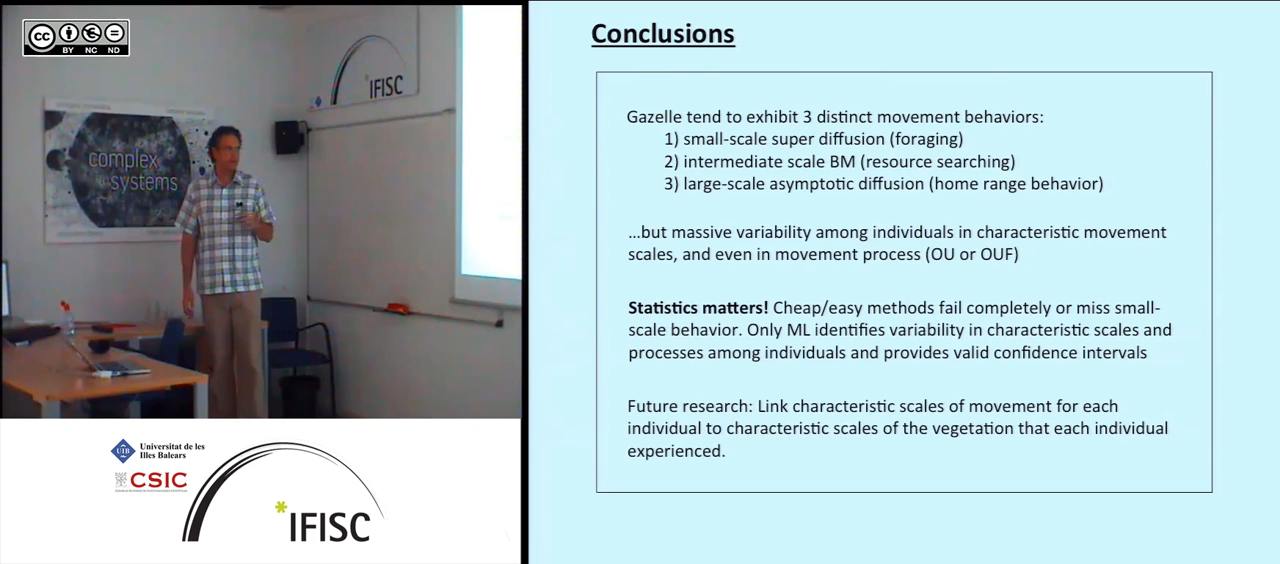 cc
BY NC ND
IFISC
complex
systems
Universitat de les
Illes Balears
UIB
CSIC
*IFISC
Conclusions
Gazelle tend to exhibit 3 distinct movement behaviors:
1) small-scale super diffusion (foraging)
2) intermediate scale BM (resource searching)
3) large-scale asymptotic diffusion (home range behavior)
...but massive variability among individuals in characteristic movement
scales, and even in movement process (OU or OUF)
Statistics matters! Cheap/easy methods fail completely or miss small-
scale behavior. Only ML identifies variability in characteristic scales and
processes among individuals and provides valid confidence intervals
Future research: Link characteristic scales of movement for each
individual to characteristic scales of the vegetation that each individual
experienced.